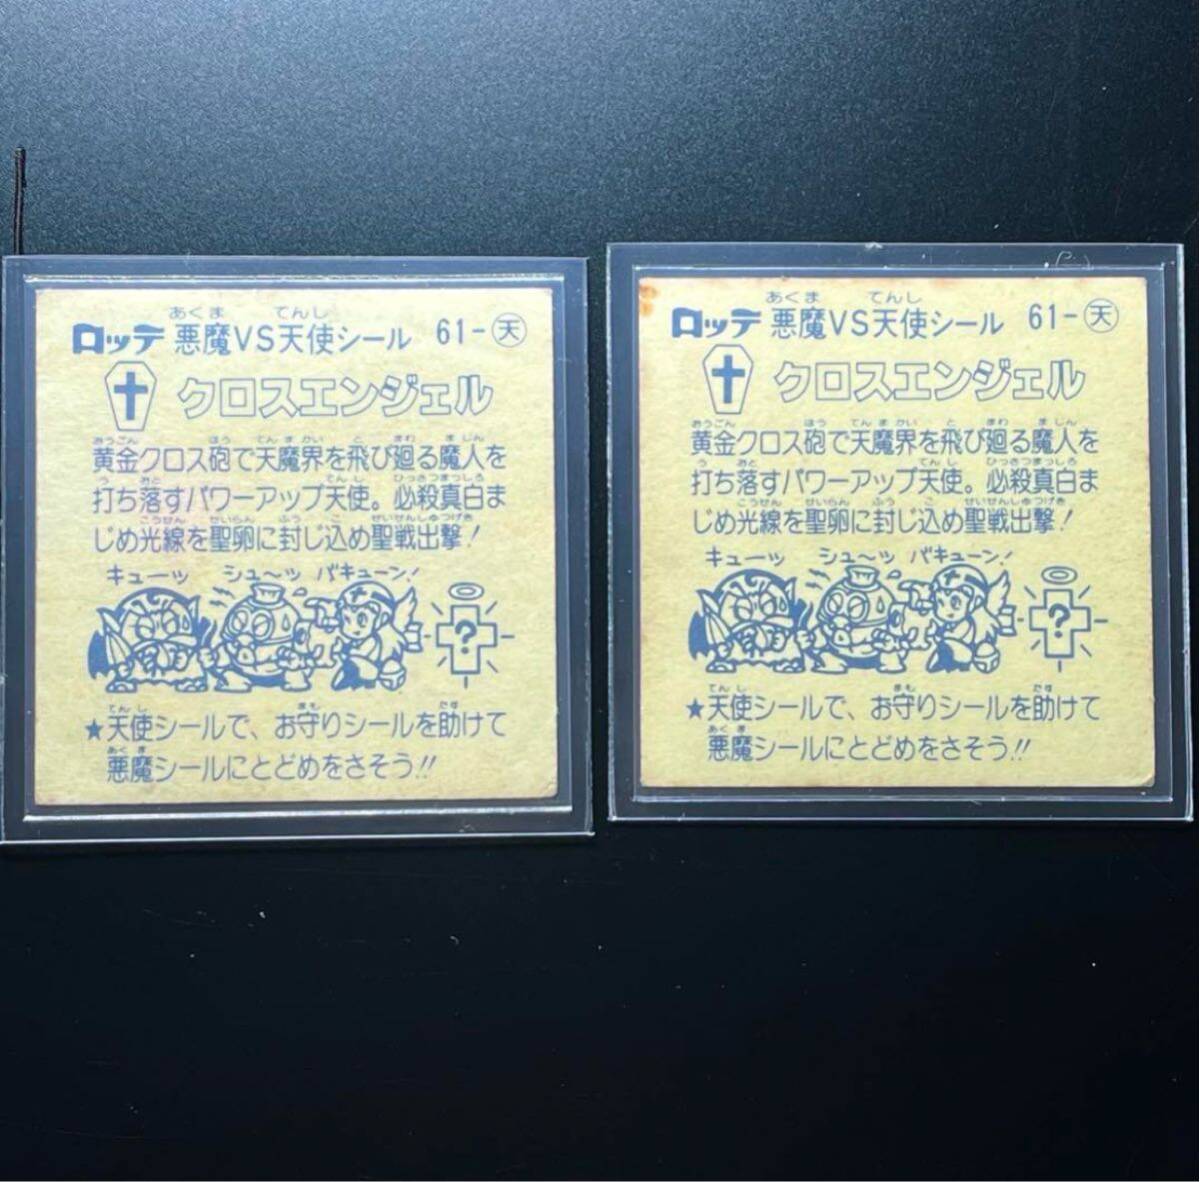 あくま てんし
ロッテ 悪魔VS天使シール 61-天
クロスエンジェル
おうごん ほう てんまかい と まわ まじん
黄金クロス砲で天魔界を飛び廻る魔人を
う おと てんし ひっさつまっしろ
打ち落すパワーアップ天使。必殺真白ま
こうせん せいらん ふう こ せいせんしゅつげき
じめ光線を聖卵に封じ込め聖戦出撃!
キューッ シュ〜ッ バキューン!
?
てんし まも たす
★天使シールで、お守りシールを助けて
あくま
悪魔シールにとどめをさそう!!
あくま てんし
ロッテ 悪魔VS天使シール 61-天
クロスエンジェル
おうごん ほう てんまかい と まわ まじん
黄金クロス砲で天魔界を飛び廻る魔人を
う おと てんし ひっさつまっしろ
打ち落すパワーアップ天使。必殺真白ま
こうせん せいらん ふう こ せいせんしゅつげき
じめ光線を聖卵に封じ込め聖戦出撃!
キューッ シュ〜ッ バキューン!
?
てんし まも たす
★天使シールで、お守りシールを助けて
あくま
悪魔シールにとどめをさそう!!